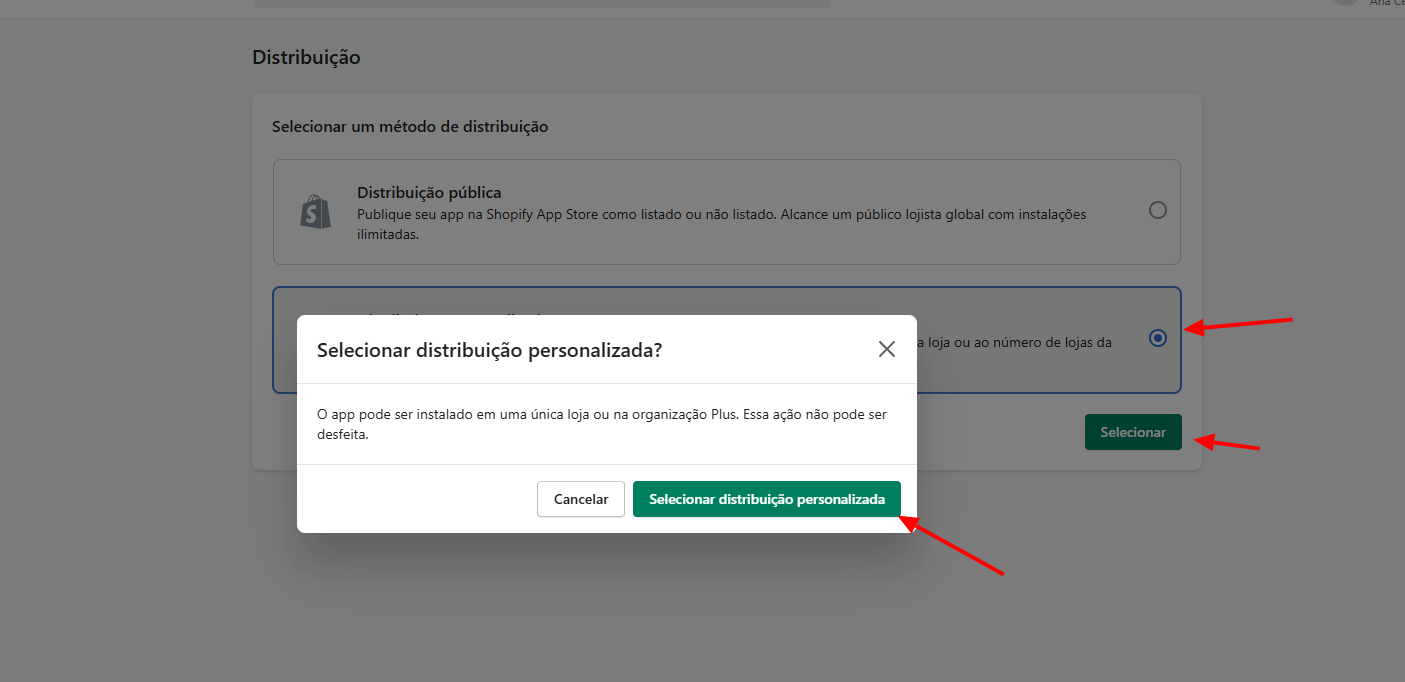 Distribuição
Selecionar um método de distribuição
Distribuição pública
Publique seu app na Shopify App Store como listado ou não listado. Alcance um público lojista global com instalações
ilimitadas.
a loja ou ao número de lojas da
Selecionar distribuição personalizada?
O app pode ser instalado em uma única loja ou na organização Plus. Essa ação não pode ser
desfeita.
Selecionar
Cancelar
Selecionar distribuição personalizada